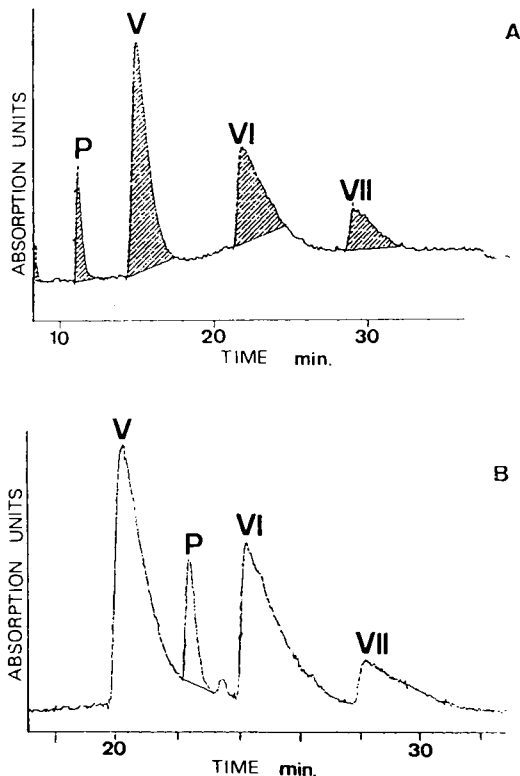 A
V
P
VI
VII
ABSORPTION UNITS
10 20 30
TIME min.
B
V
P
VI
VII
ABSORPTION UNITS
20 30
TIME min.